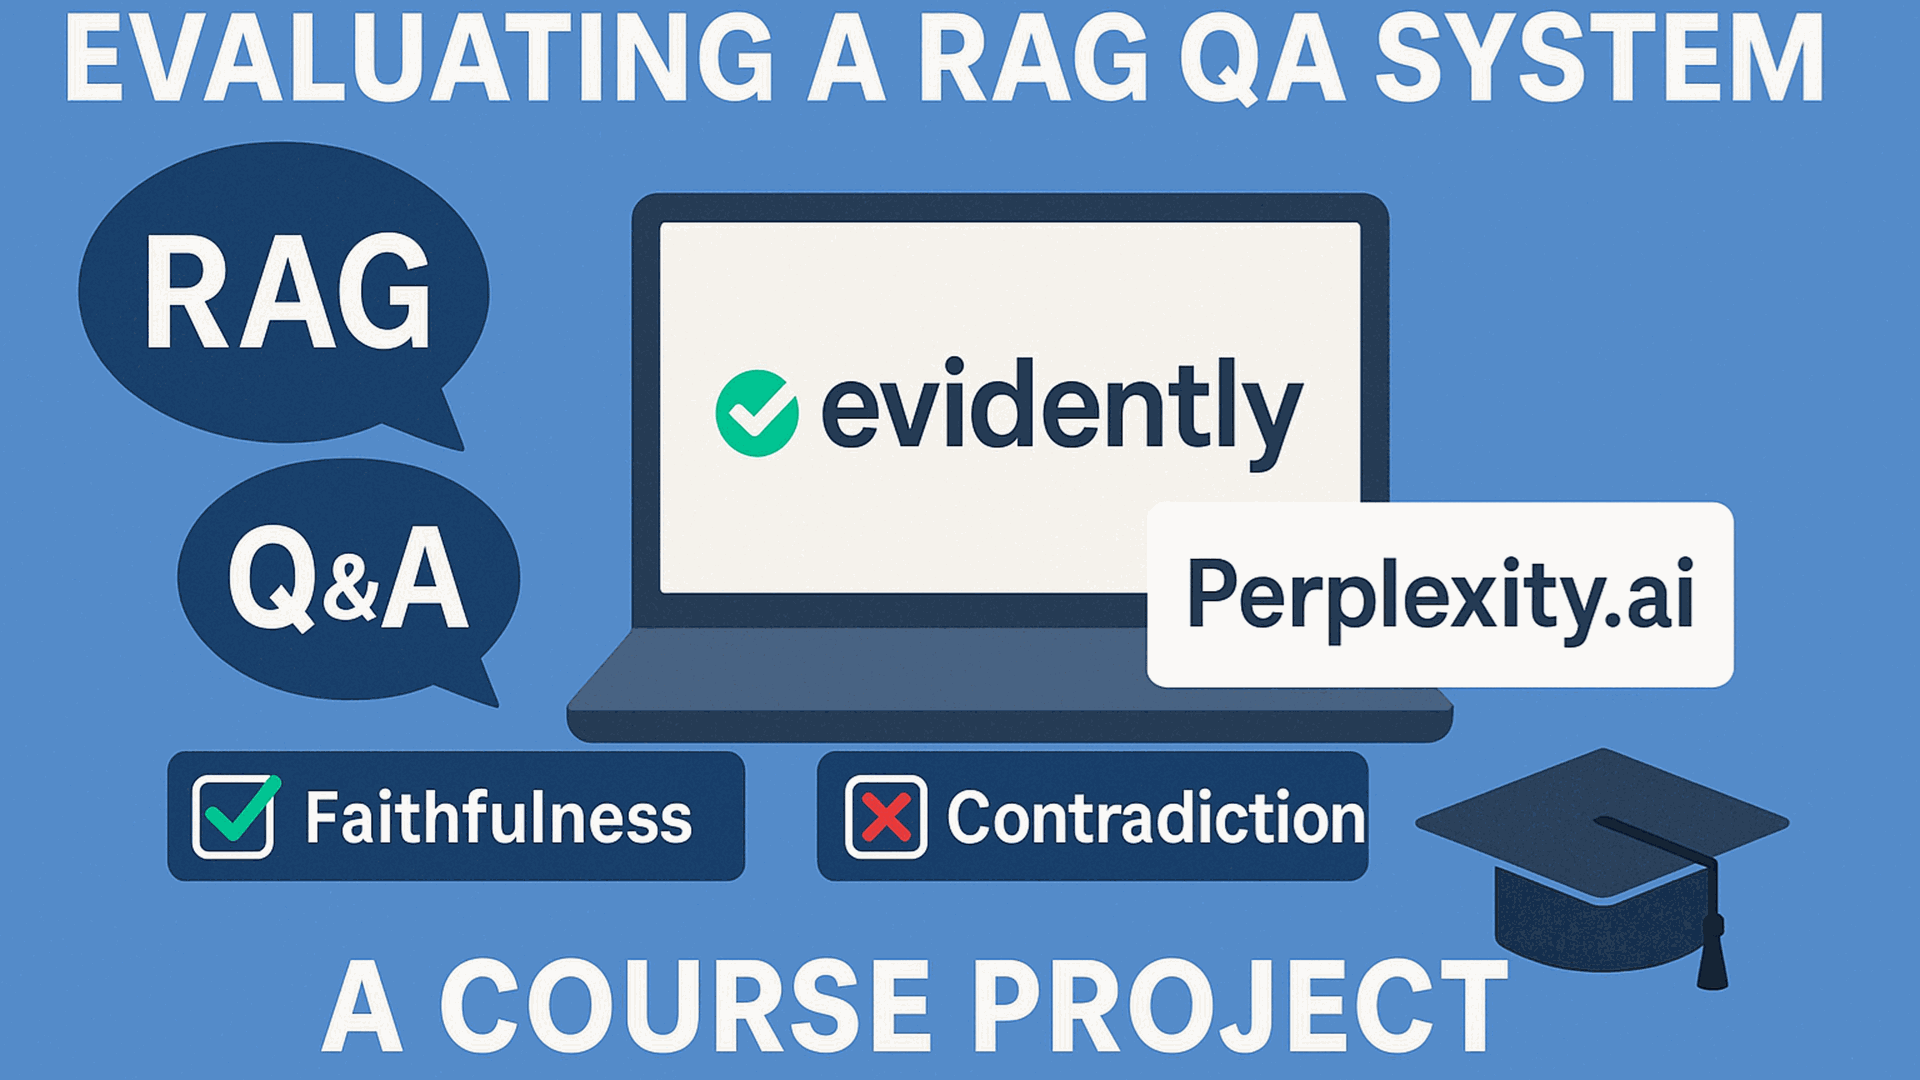 EVALUATING A RAG QA SYSTEM
RAG
Q&A
evidently
Perplexity.ai
Faithfulness
Contradiction
A COURSE PROJECT